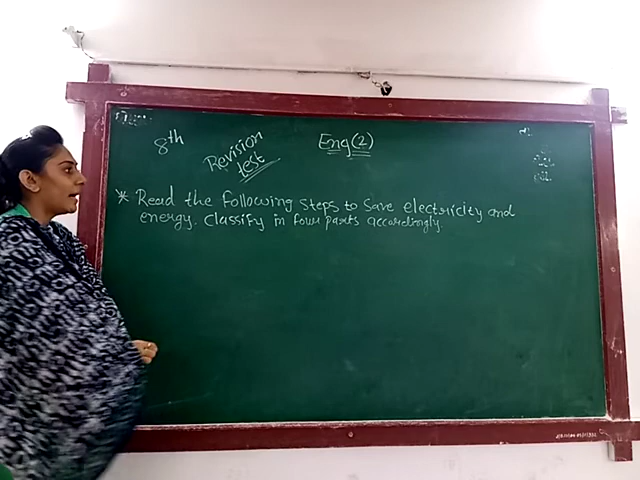 8th
Revision
test
Eng(2)
* Read the following steps to save electricity and
energy. Classify in four parts accordingly.